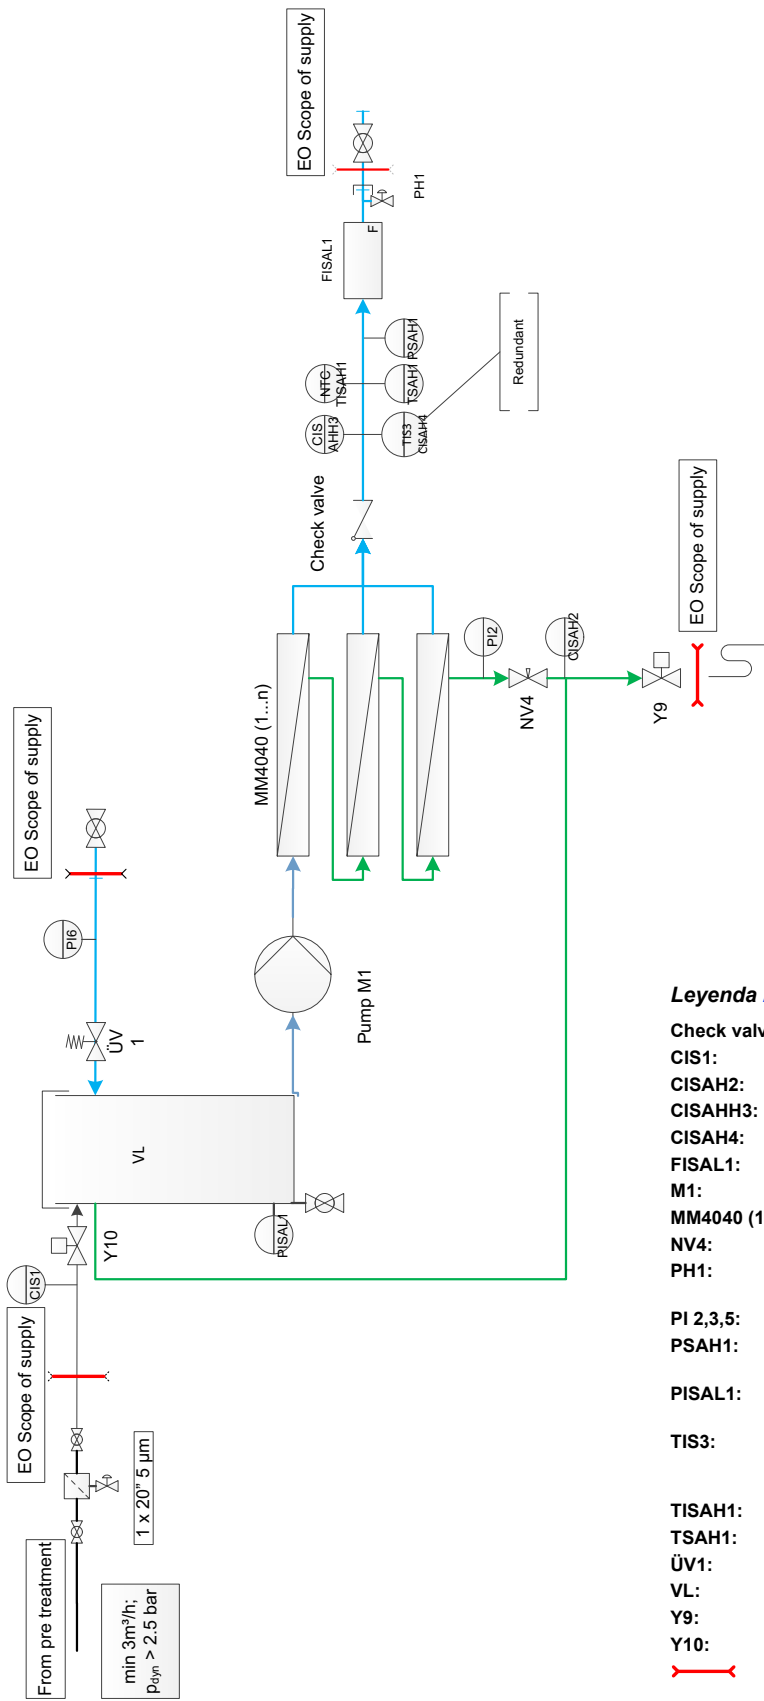 EO Scope of supply
PH1
FISAL1
F
PSAH1
NTC
TISAH1
TSAH1
CIS
AHH3
TIS3
CISAH4
Redundant
Check valve
EO Scope of supply
MM4040 (1...n)
PI2
NV4
CISAH2
Y9
EO Scope of supply
PI6
ÜV
1
Pump M1
VL
PISAL1
Y10
CIS1
EO Scope of supply
1 x 20" 5 µm
From pre treatment
min 3m³/h;
pdyn > 2.5 bar
Leyenda
Check valv
CIS1:
CISAH2:
CISAHH3:
CISAH4:
FISAL1:
M1:
MM4040 (1
NV4:
PH1:
PI 2,3,5:
PSAH1:
PISAL1:
TIS3:
TISAH1:
TSAH1:
ÜV1:
VL:
Y9:
Y10: